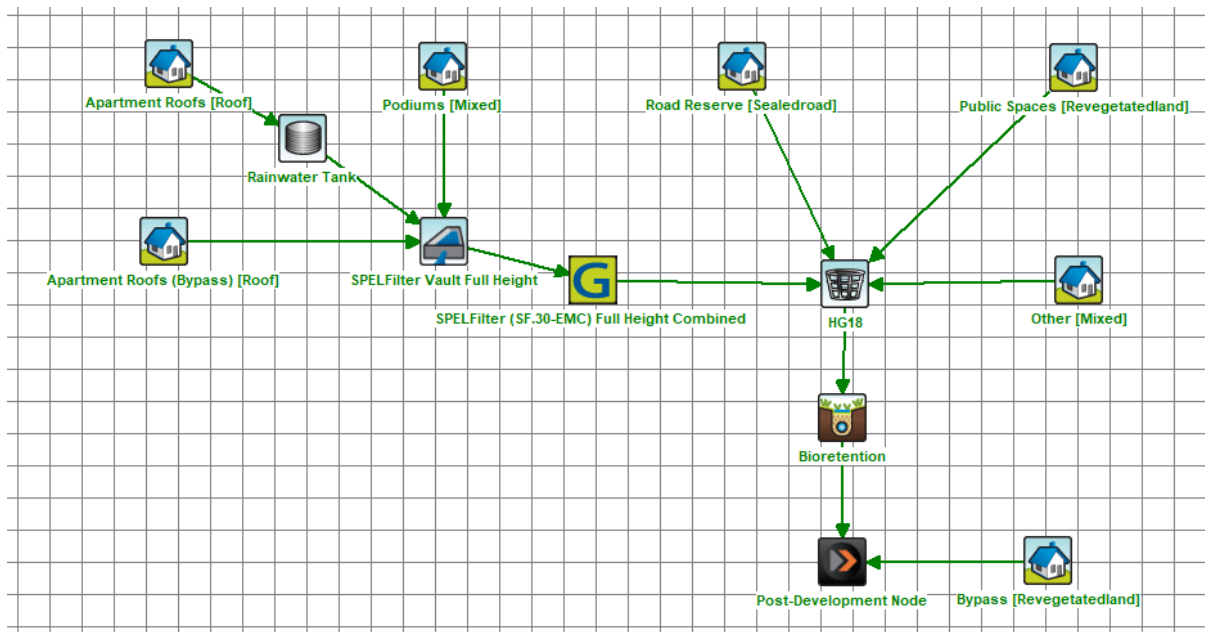 Apartment Roofs [Roof]
Podiums [Mixed]
Road Reserve [Sealedroad]
Public Spaces [Revegetatedland]
Rainwater Tank
Apartment Roofs (Bypass) [Roof]
SPELFilter Vault Full Height
G
SPELFilter (SF.30-EMC) Full Height Combined
HG18
Other [Mixed]
Bioretention
Post-Development Node
Bypass [Revegetatedland]